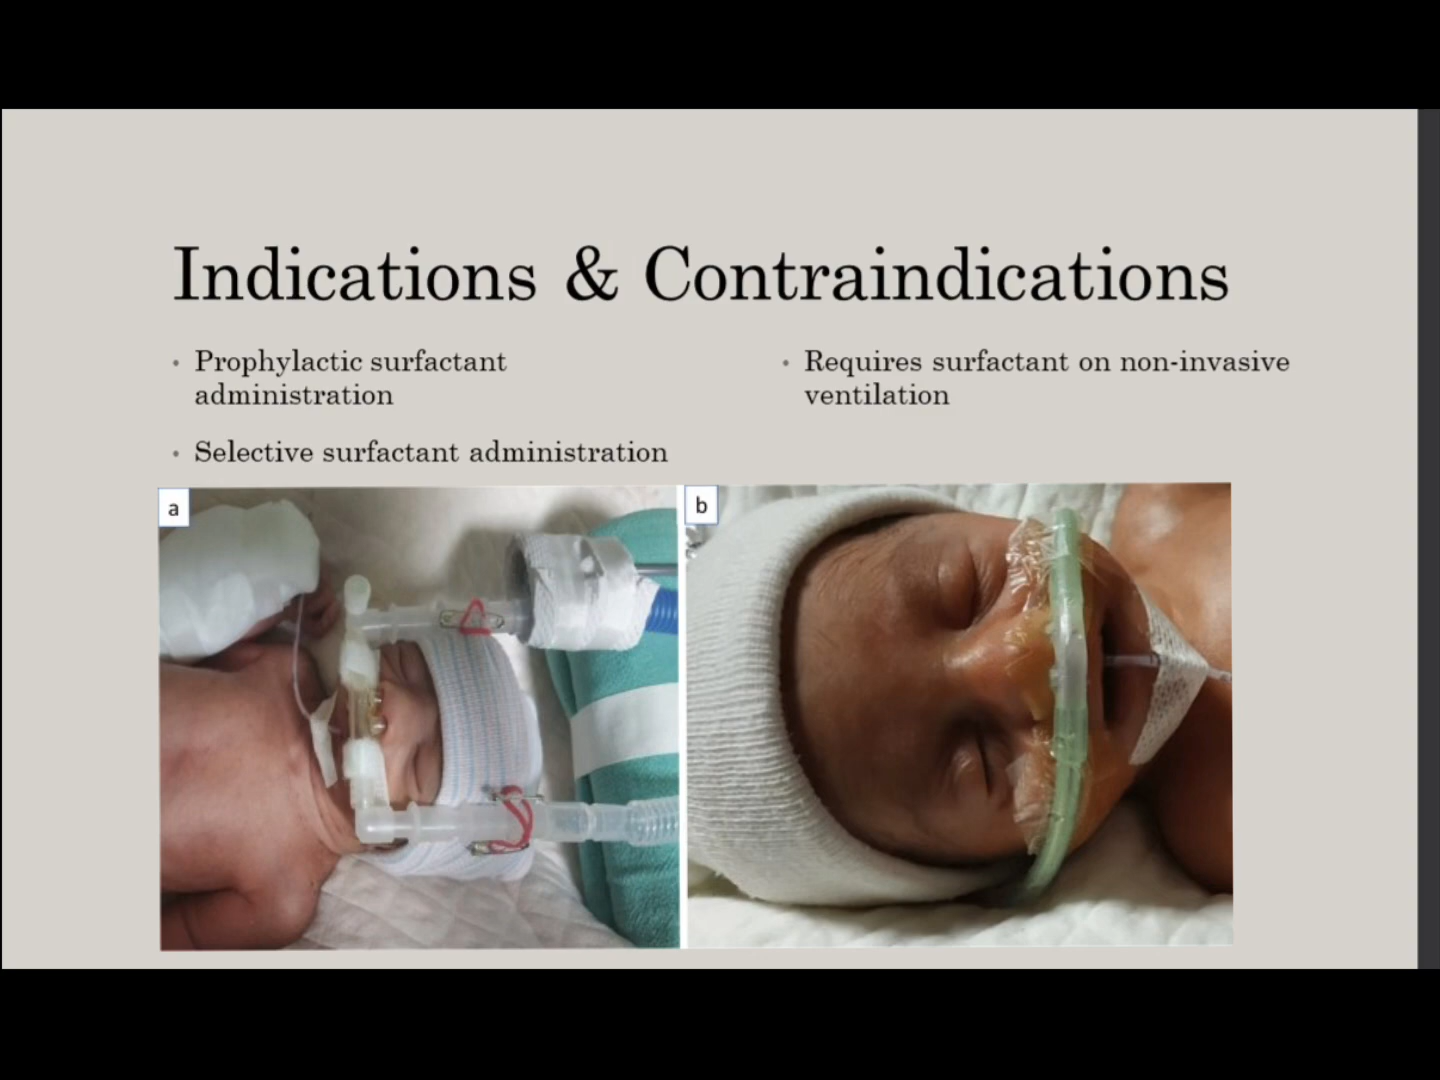 Indications & Contraindications
Prophylactic surfactant
administration
Selective surfactant administration
Requires surfactant on non-invasive
ventilation
a
b